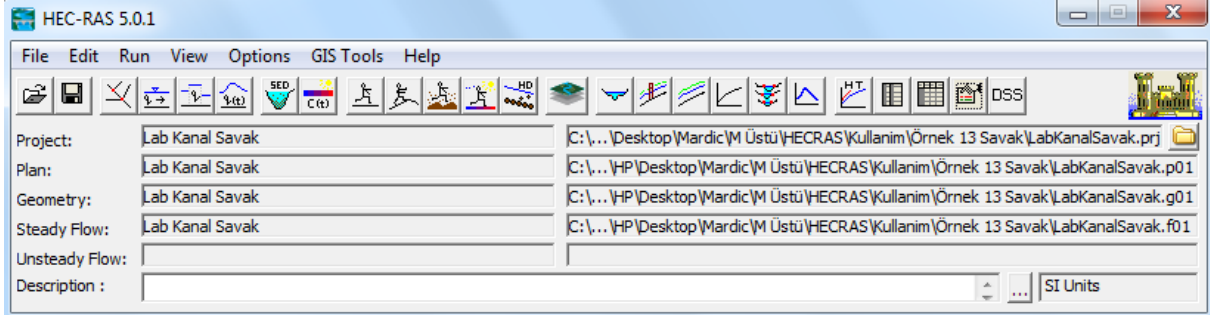 HEC-RAS 5.0.1
File Edit Run View Options GIS Tools Help
SED C(t) HD HT DSS
Project: Lab Kanal Savak C:\...\Desktop\Mardic\M Üstü\HECRAS\Kullanim\Örnek 13 Savak\LabKanalSavak.prj
Plan: Lab Kanal Savak C:\...\HP\Desktop\Mardic\M Üstü\HECRAS\Kullanim\Örnek 13 Savak\LabKanalSavak.p01
Geometry: Lab Kanal Savak C:\...\HP\Desktop\Mardic\M Üstü\HECRAS\Kullanim\Örnek 13 Savak\LabKanalSavak.g01
Steady Flow: Lab Kanal Savak C:\...\HP\Desktop\Mardic\M Üstü\HECRAS\Kullanim\Örnek 13 Savak\LabKanalSavak.f01
Unsteady Flow:
Description : ... SI Units